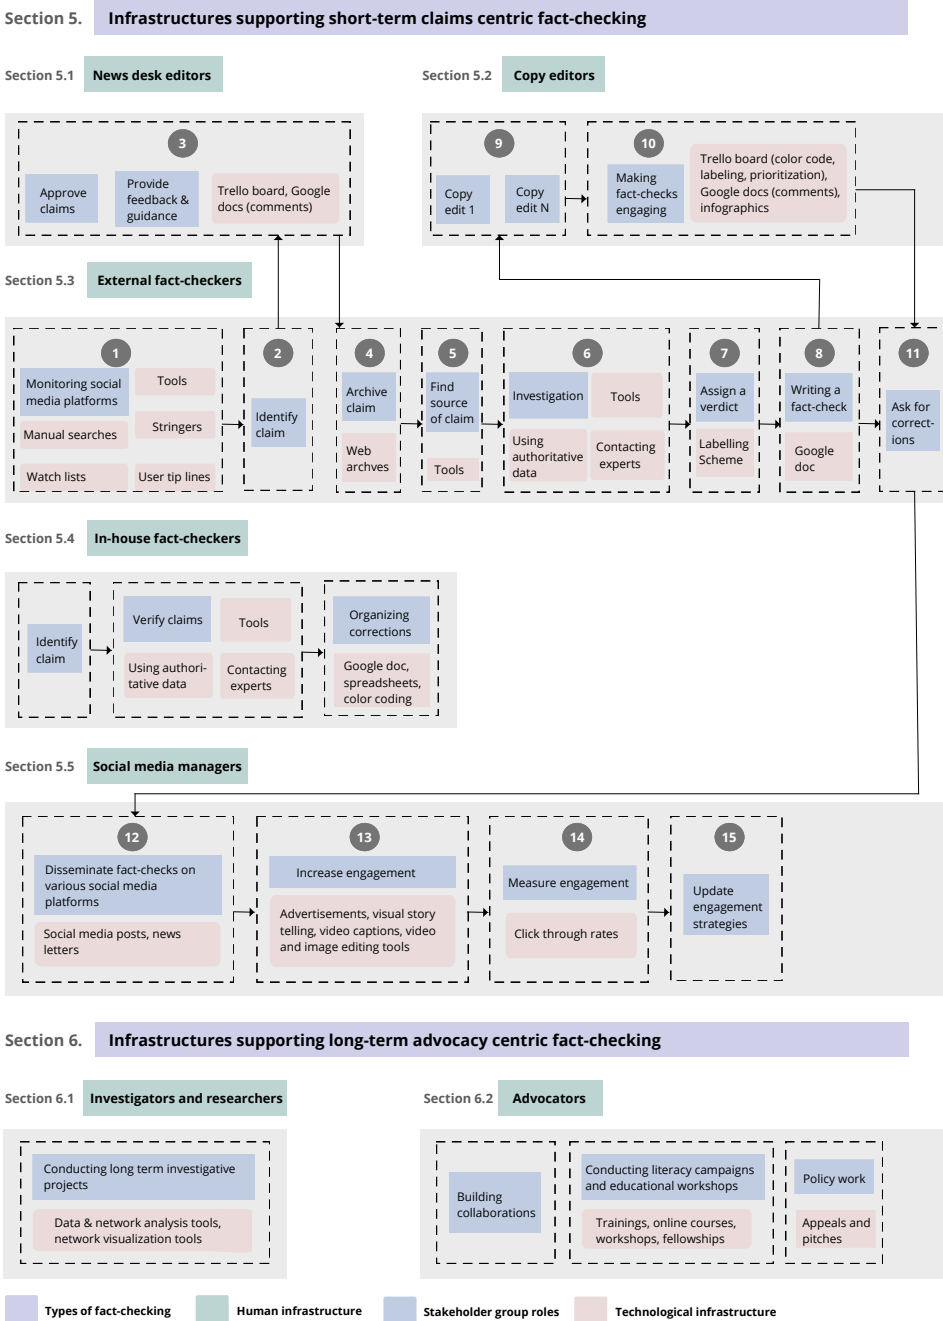 Section 5. Infrastructures supporting short-term claims centric fact-checking
Section 5.1 News desk editors
3
Approve
claims
Provide
feedback &
guidance
Trello board, Google
docs (comments)
Section 5.2 Copy editors
9
Copy
edit 1
Copy
edit N
10
Making
fact-checks
engaging
Trello board (color code,
labeling, prioritization),
Google docs (comments),
infographics
Section 5.3 External fact-checkers
1
Monitoring social
media platforms
Tools
Manual searches
Stringers
Watch lists
User tip lines
2
Identify
claim
4
Archive
claim
Web
archves
5
Find
source
of claim
Tools
6
Investigation
Tools
Using
authoritative
data
Contacting
experts
7
Assign a
verdict
Labelling
Scheme
8
Writing a
fact-check
Google
doc
11
Ask for
correct-
ions
Section 5.4 In-house fact-checkers
Identify
claim
Verify claims
Tools
Using authori-
tative data
Contacting
experts
Organizing
corrections
Google doc,
spreadsheets,
color coding
Section 5.5 Social media managers
12
Disseminate fact-checks on
various social media
platforms
Social media posts, news
letters
13
Increase engagement
Advertisements, visual story
telling, video captions, video
and image editing tools
14
Measure engagement
Click through rates
15
Update
engagement
strategies
Section 6. Infrastructures supporting long-term advocacy centric fact-checking
Section 6.1 Investigators and researchers
Conducting long term investigative
projects
Data & network analysis tools,
network visualization tools
Section 6.2 Advocators
Building
collaborations
Conducting literacy campaigns
and educational workshops
Trainings, online courses,
workshops, fellowships
Policy work
Appeals and
pitches
Types of fact-checking
Human infrastructure
Stakeholder group roles
Technological infrastructure